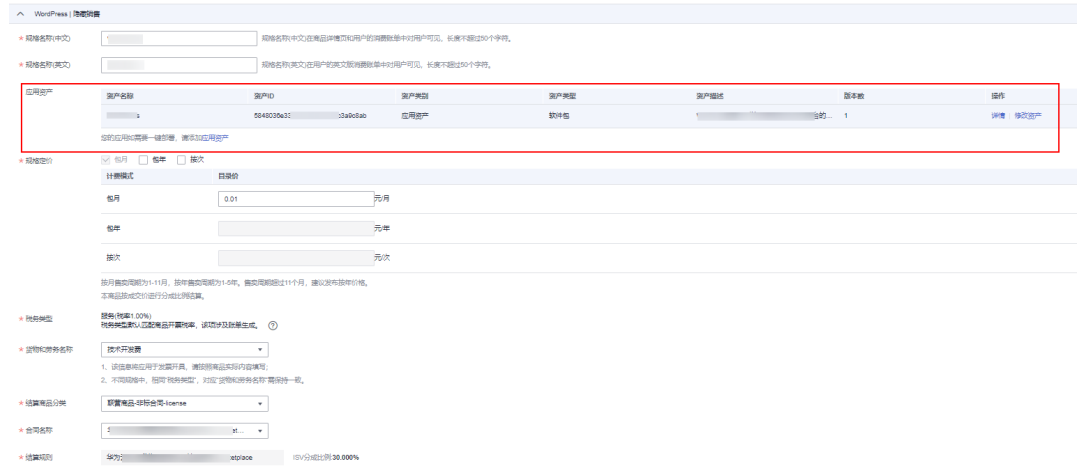 WordPress | 隐藏销售
* 规格名称(中文) 规格名称(中文)在商品详情页和用户的消费账单中对用户可见，长度不超过50个字符。
* 规格名称(英文) 规格名称(英文)在用户的英文版消费账单中对用户可见，长度不超过50个字符。
应用资产
资产名称 资产ID 资产类别 资产类型 资产描述 版本数 操作
s 5848036e33 b3a9c6ab 应用资产 软件包 台的... 1 详情 修改资产
您的应用如需要一键部署，请添加应用资产
* 规格定价 包月 包年 按次
计费模式 目录价
包月 0.01 元/月
包年 元/年
按次 元/次
按月售卖周期为1-11月，按年售卖周期为1-5年。售卖周期超过11个月，建议发布按年价格。
本商品按成交价进行分成比例结算。
* 税务类型 服务(税率1.00%)
税务类型默认匹配商品开票税率，该项涉及账单生成。 ?
* 货物和劳务名称 技术开发费
1、该信息将应用于发票开具，请按照商品实际内容填写；
2、不同规格中，相同"税务类型"，对应"货物和劳务名称"需保持一致。
* 结算商品分类 联营商品-非标合同-license
* 合同名称 et...
* 结算规则 华为 etplace ISV分成比例:30.000%